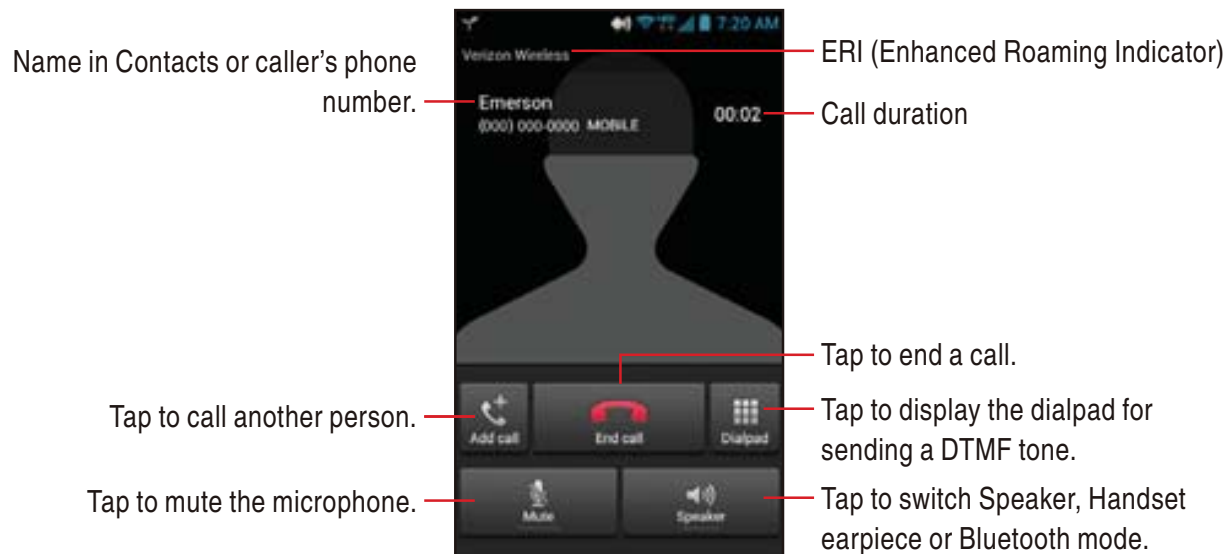 7:20 AM
Verizon Wireless
ERI (Enhanced Roaming Indicator)
Name in Contacts or caller's phone
number.
Emerson
00:02
Call duration
(000) 000-0000 MOBILE
Tap to end a call.
Tap to call another person.
Add call
End call
Dialpad
Tap to display the dialpad for
sending a DTMF tone.
Tap to mute the microphone.
Mute
Speaker
Tap to switch Speaker, Handset
earpiece or Bluetooth mode.